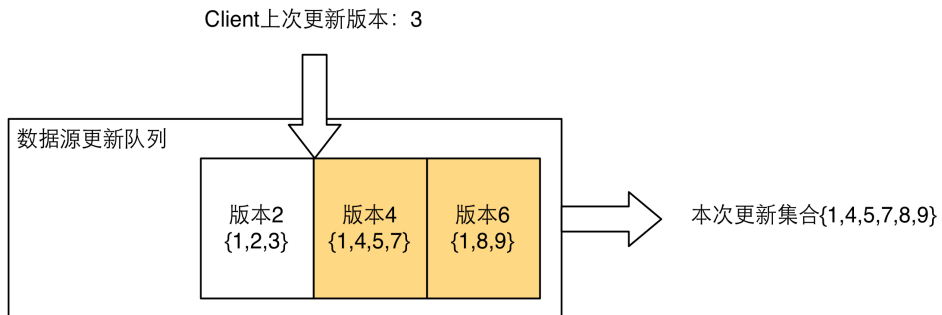 Client上次更新版本：3
数据源更新队列
版本2
{1,2,3}
版本4
{1,4,5,7}
版本6
{1,8,9}
本次更新集合{1,4,5,7,8,9}